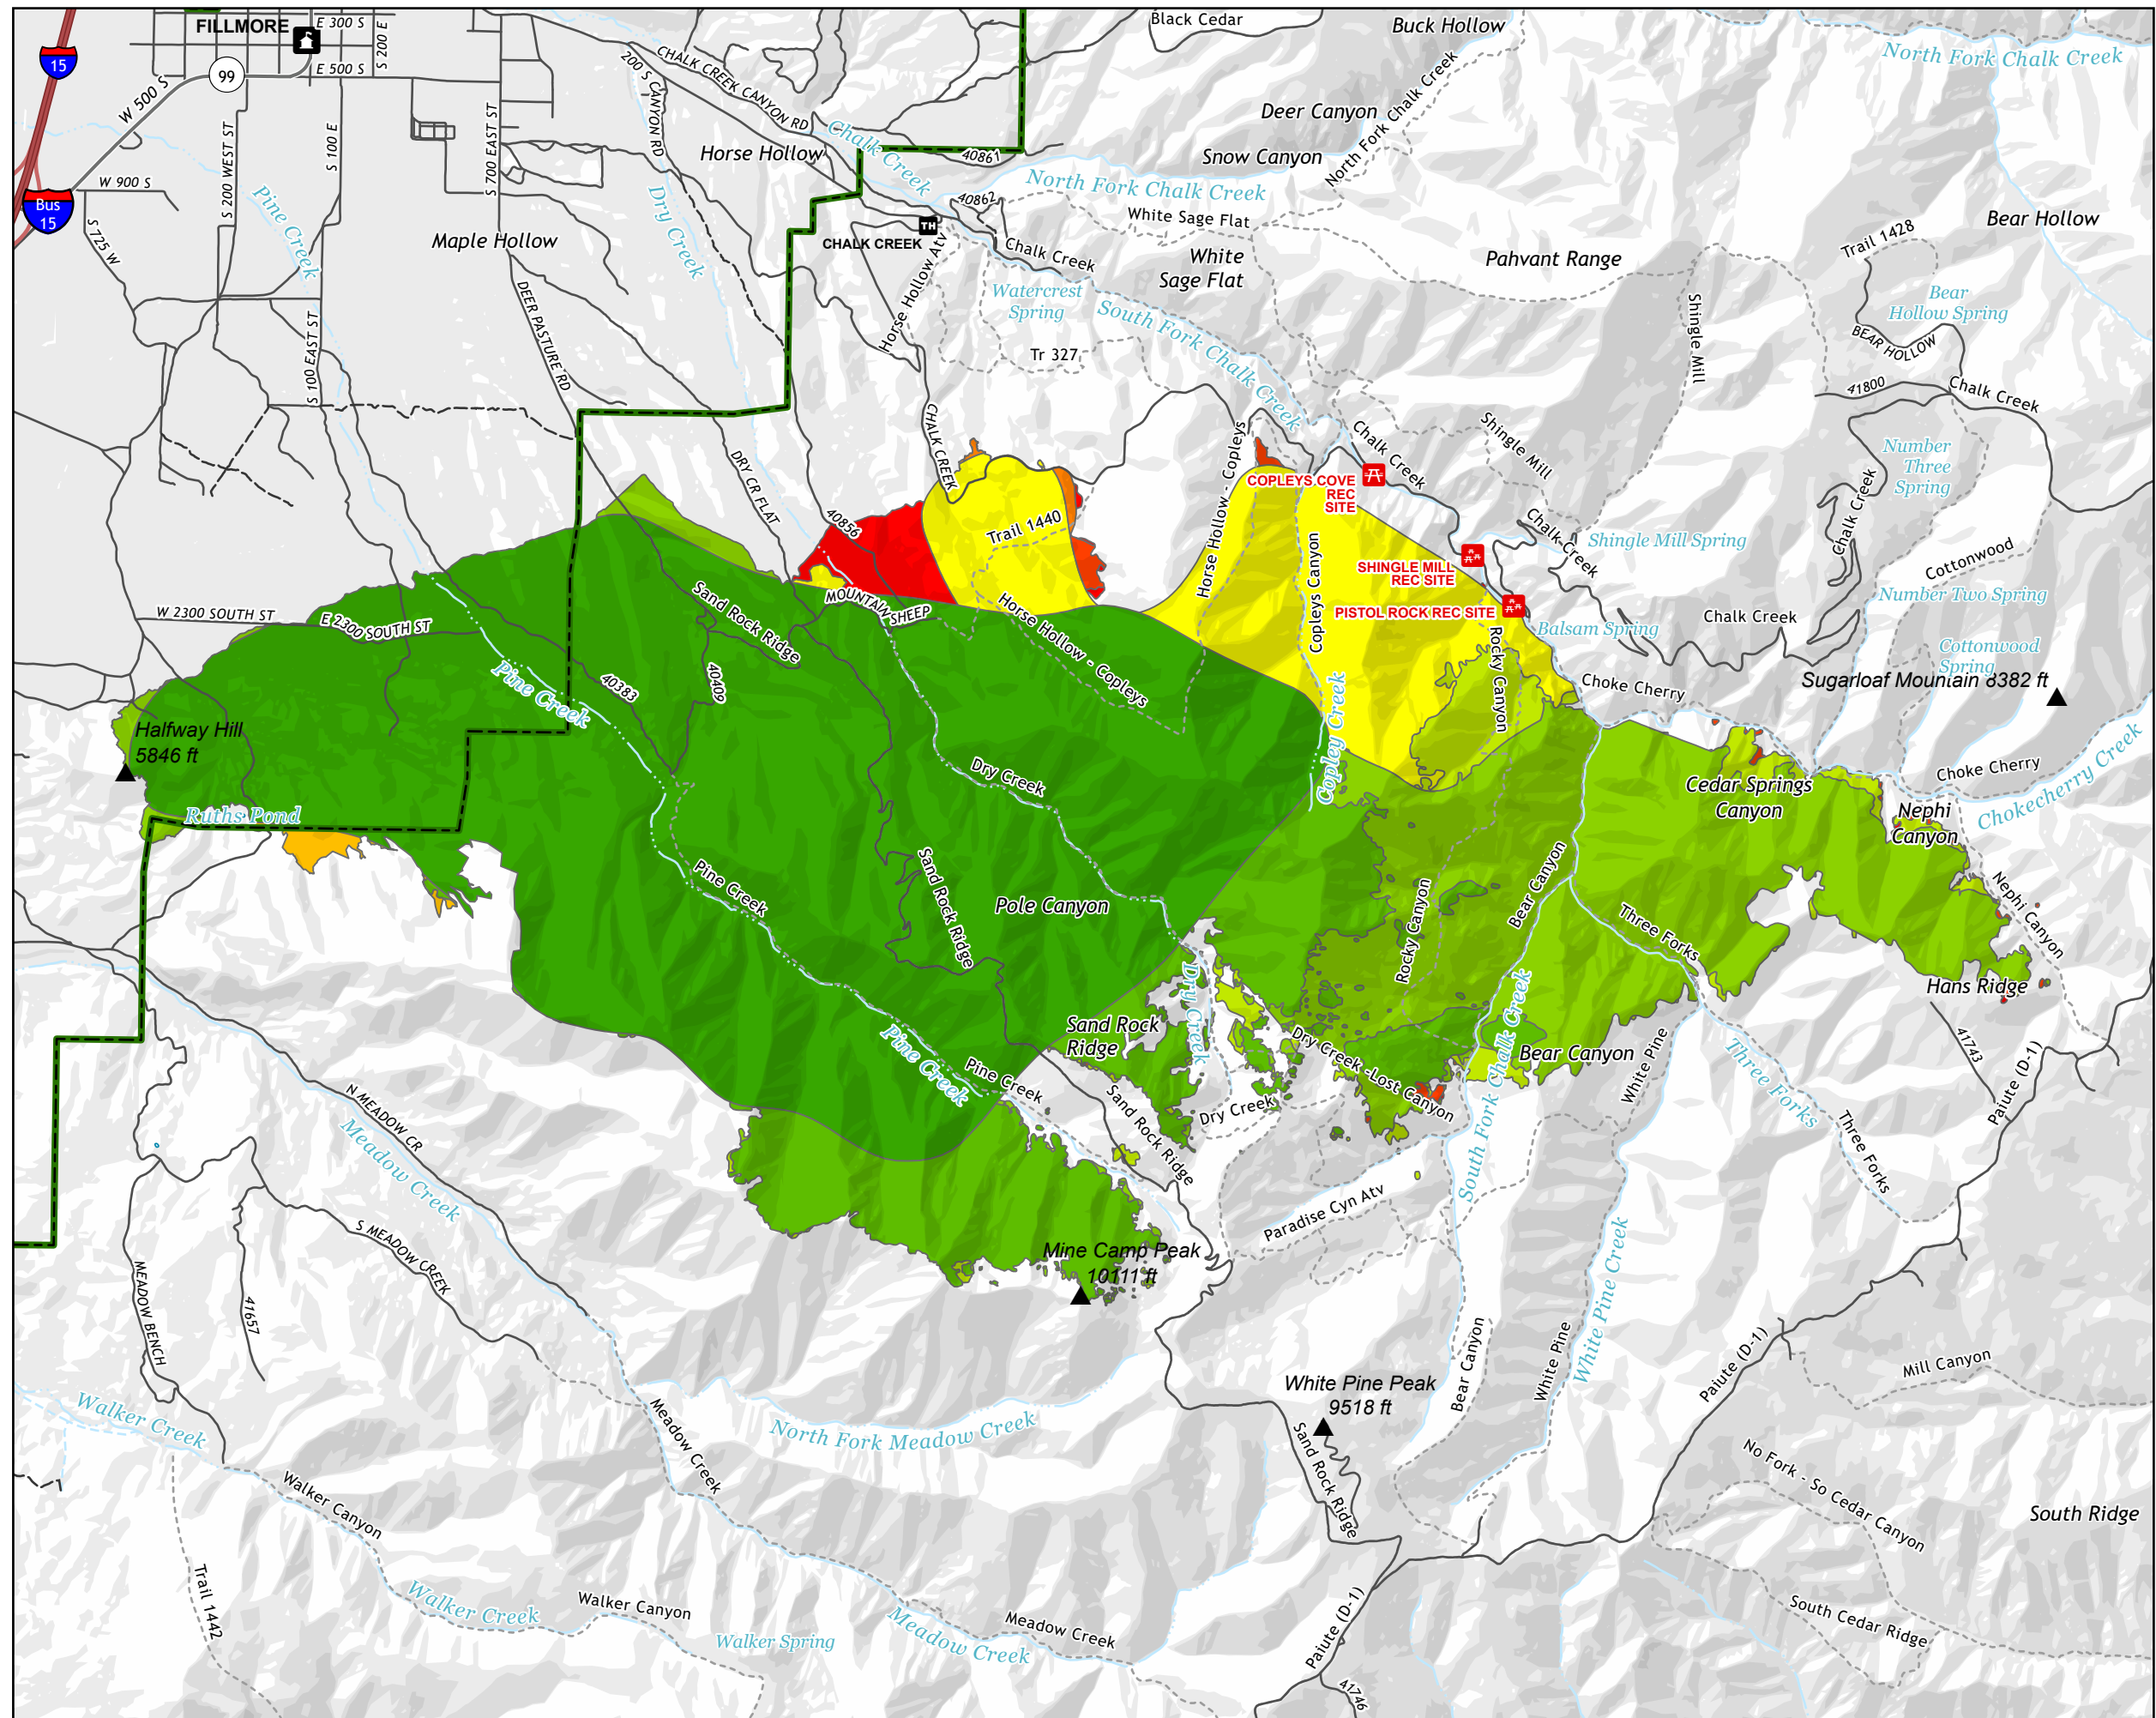 FILLMORE
E 300 S
S 200 E
E 500 S
99
15
W 500 S
Bus
15
W 900 S
S 725 W
S 200 WEST ST
S 100 E
S 700 EAST ST
Pine Creek
S 100 EAST ST
Maple Hollow
DEER PASTURE RD
200 S CANYON RD
Dry Creek
CHALK CREEK CANYON RD
Horse Hollow
Chalk Creek
40861
40862
CHALK CREEK
TH
Horse Hollow Atv
Chalk Creek
Black Cedar
Buck Hollow
Deer Canyon
Snow Canyon
North Fork Chalk Creek
North Fork Chalk Creek
North Fork Chalk Creek
White Sage Flat
White
Sage Flat
Pahvant Range
Trail 1428
Bear Hollow
Bear
Hollow Spring
BEAR HOLLOW
41800
Chalk Creek
Watercrest
Spring
South Fork Chalk Creek
Tr 327
Shingle Mill
CHALK CREEK
DRY CR FLAT
40856
Trail 1440
Horse Hollow - Copleys
COPLEYS COVE
REC
SITE
Chalk Creek
Shingle Mill
Chalk Creek
Number
Three
Spring
Chalk Creek
Shingle Mill Spring
Cottonwood
SHINGLE MILL
REC SITE
Number Two Spring
PISTOL ROCK REC SITE
Balsam Spring
Chalk Creek
Cottonwood
Spring
Sugarloaf Mountain 8382 ft
Choke Cherry
Copleys Canyon
Rocky Canyon
Copley Creek
W 2300 SOUTH ST
E 2300 SOUTH ST
Sand Rock Ridge
MOUNTAIN SHEEP
Horse Hollow - Copleys
Pine Creek
40383
40409
Halfway Hill
5846 ft
Ruths Pond
Dry Creek
Cedar Springs
Canyon
Choke Cherry
Chokecherry Creek
Nephi
Canyon
Nephi Canyon
Pine Creek
Sand Rock Ridge
Pole Canyon
Rocky Canyon
Bear Canyon
Three Forks
Hans Ridge
Dry Creek
Sand Rock
Ridge
Dry Creek -Lost Canyon
South Fork Chalk Creek
Bear Canyon
White Pine
Three Forks
41743
Paiute (D-1)
Pine Creek
Pine Creek
Sand Rock Ridge
Dry Creek
Three Forks
N MEADOW CR
Meadow Creek
S MEADOW CREEK
MEADOW BENCH
41657
Mine Camp Peak
10111 ft
Paradise Cyn Atv
South Fork Chalk Creek
White Pine Creek
White Pine
Bear Canyon
Paiute (D-1)
Mill Canyon
White Pine Peak
9518 ft
Sand Rock Ridge
No Fork - So Cedar Canyon
South Ridge
Walker Creek
North Fork Meadow Creek
Meadow Creek
Walker Canyon
Trail 1442
Walker Creek
Walker Canyon
Walker Spring
Meadow Creek
Meadow Creek
Paiute (D-1)
41746
South Cedar Ridge